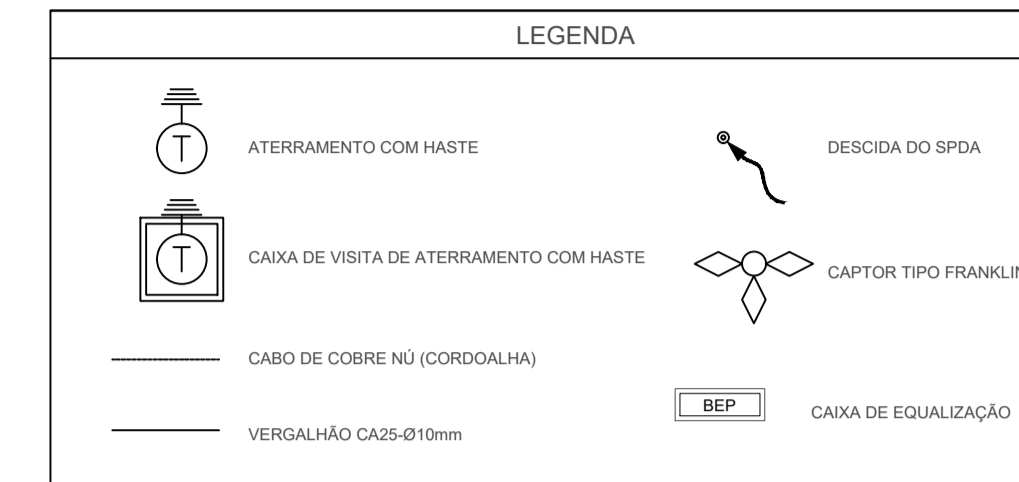 LEGENDA
T
ATERRAMENTO COM HASTE
T
CAIXA DE VISITA DE ATERRAMENTO COM HASTE
CABO DE COBRE NÚ (CORDOALHA)
VERGALHÃO CA25-Ø10mm
DESCIDA DO SPDA
CAPTOR TIPO FRANKLIN
BEP
CAIXA DE EQUALIZAÇÃO